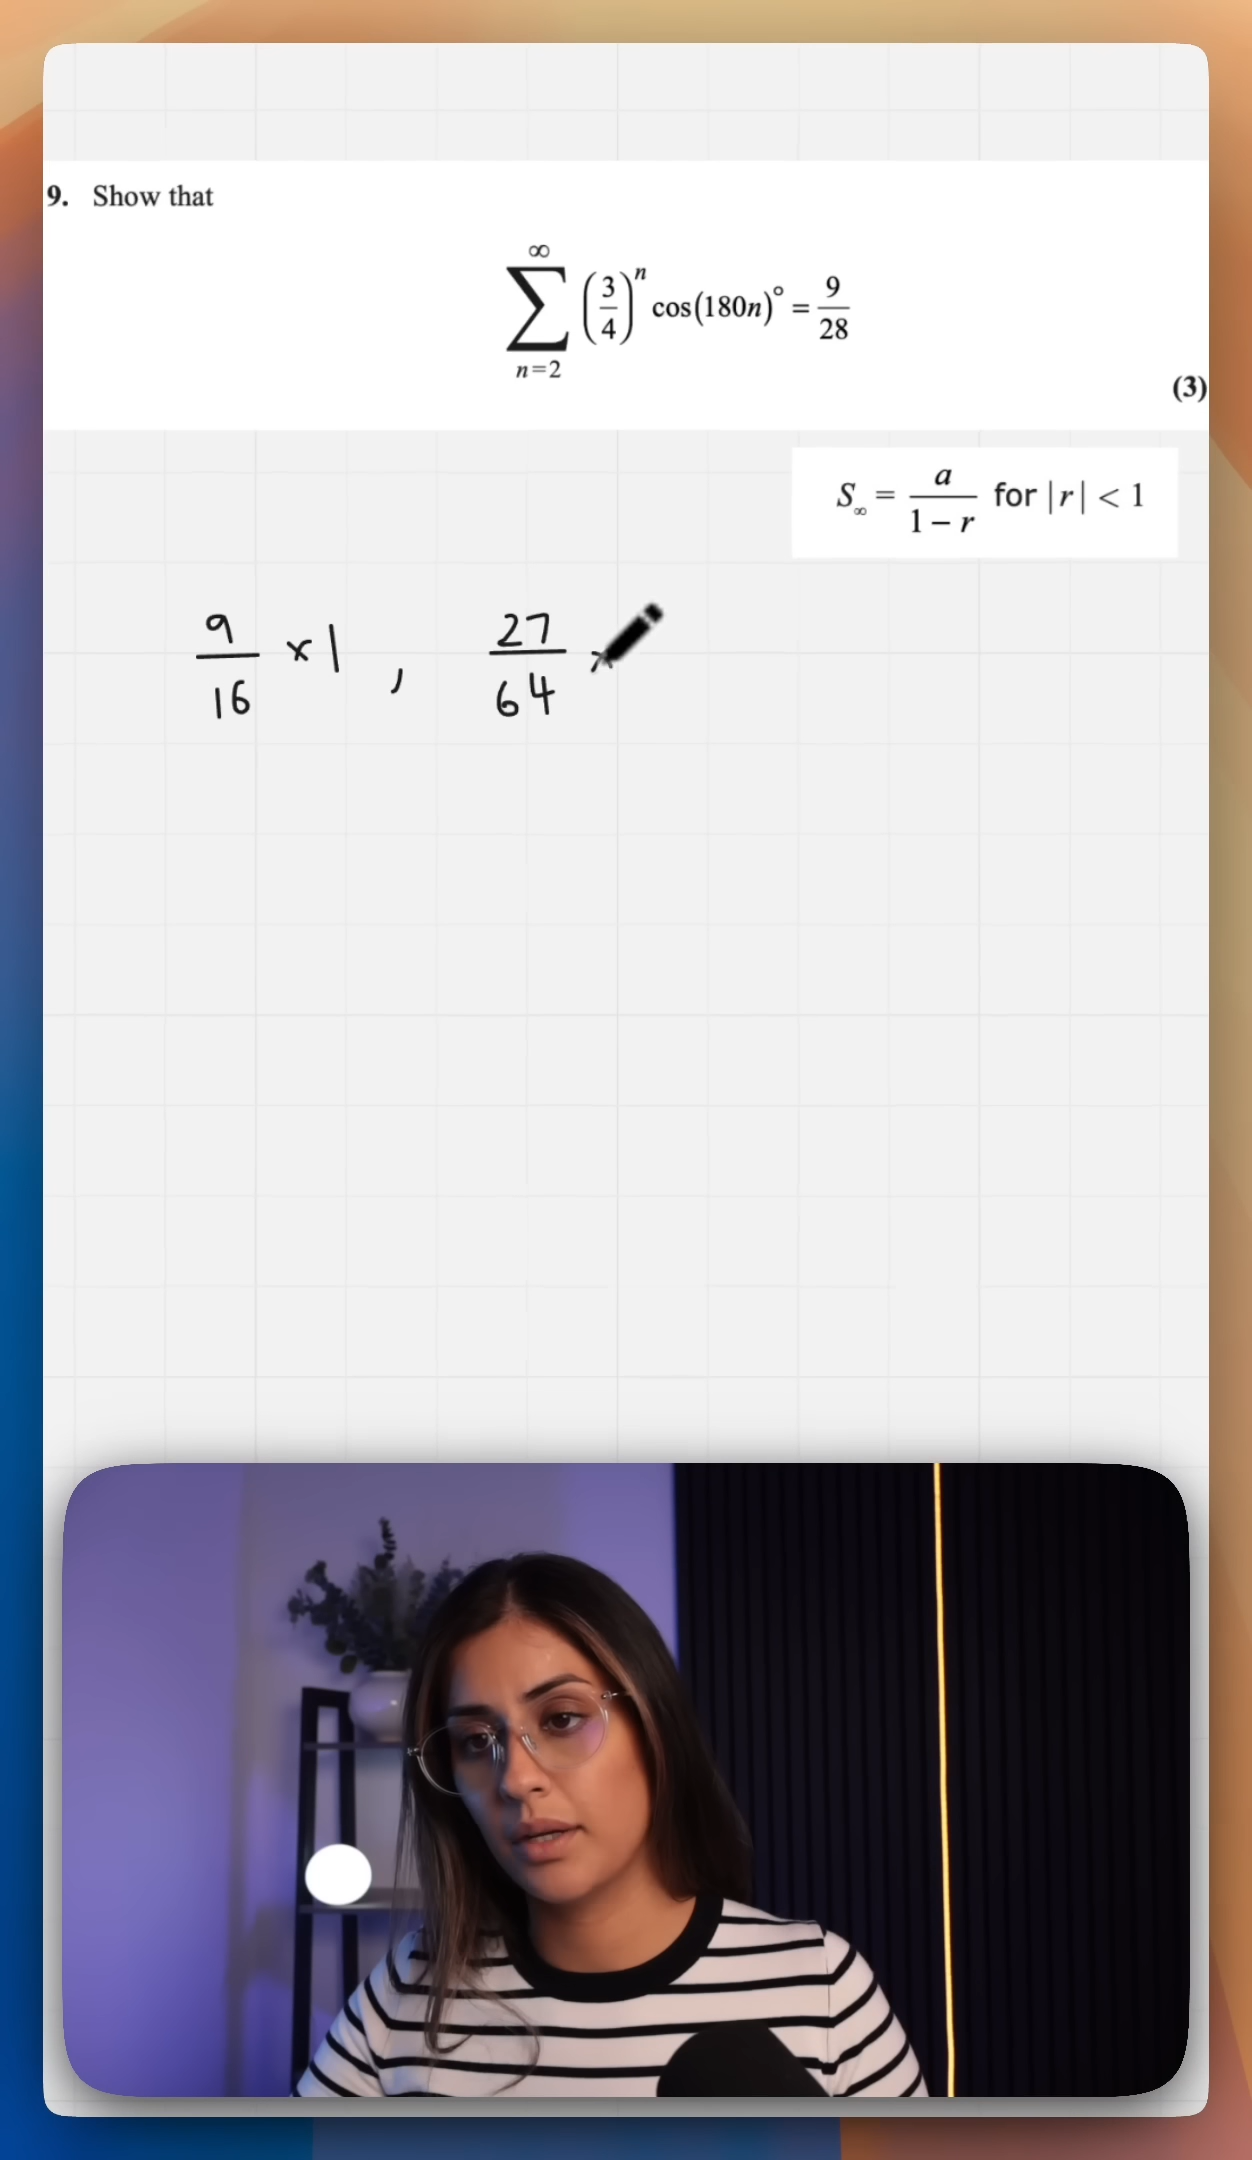 9. Show that
∑_{n=2}^{∞} (3/4)^n cos(180n)° = 9/28
(3)
S_∞ = a/(1 − r) for |r| < 1
9/16 × 1 , 27/64 ×